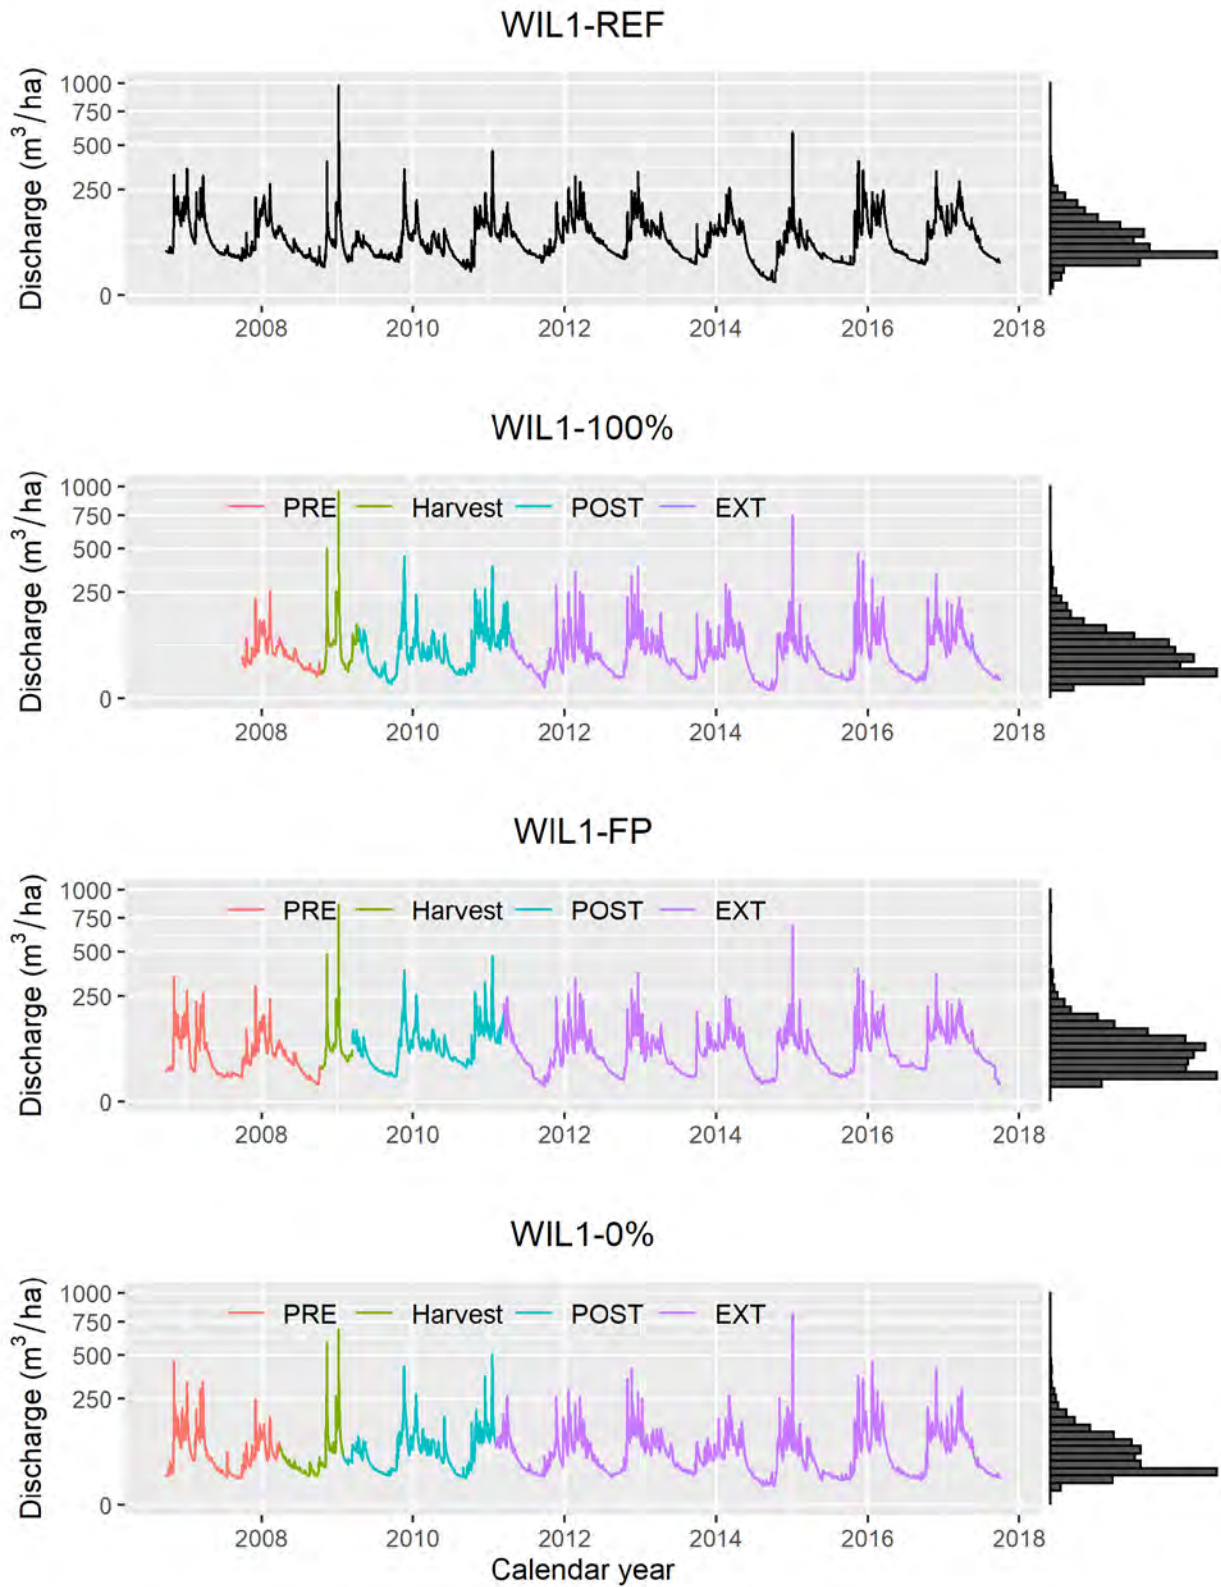 WIL1-REF
Discharge (m³/ha)
1000
750
500
250
0
2008 2010 2012 2014 2016 2018
WIL1-100%
Discharge (m³/ha)
1000
750
500
250
0
PRE Harvest POST EXT
2008 2010 2012 2014 2016 2018
WIL1-FP
Discharge (m³/ha)
1000
750
500
250
0
PRE Harvest POST EXT
2008 2010 2012 2014 2016 2018
WIL1-0%
Discharge (m³/ha)
1000
750
500
250
0
PRE Harvest POST EXT
2008 2010 2012 2014 2016 2018
Calendar year